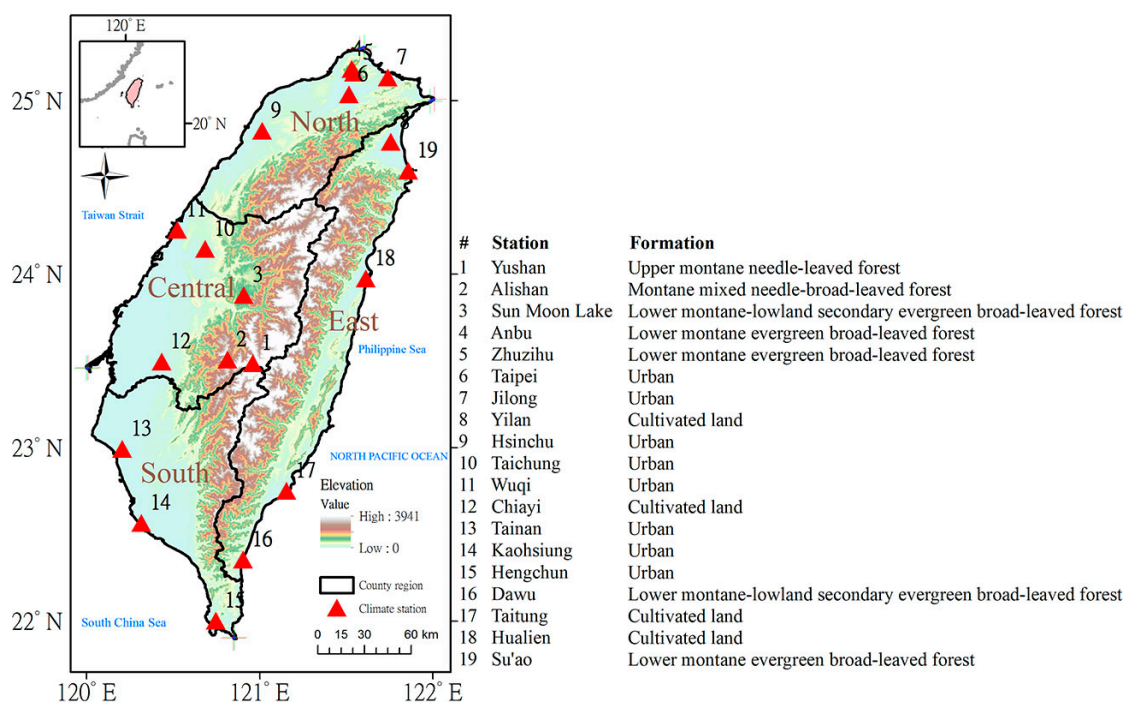 120° E
20° N
25° N
24° N
23° N
22° N
120° E
121° E
122° E
45
6
7
9
North
8
19
Taiwan Strait
11
10
18
3
Central
East
12
2
1
Philippine Sea
13
South
17
NORTH PACIFIC OCEAN
14
16
Elevation
Value
High : 3941
Low : 0
County region
Climate station
0 15 30 60 km
South China Sea
# Station Formation
1 Yushan Upper montane needle-leaved forest
2 Alishan Montane mixed needle-broad-leaved forest
3 Sun Moon Lake Lower montane-lowland secondary evergreen broad-leaved forest
4 Anbu Lower montane evergreen broad-leaved forest
5 Zhuzihu Lower montane evergreen broad-leaved forest
6 Taipei Urban
7 Jilong Urban
8 Yilan Cultivated land
9 Hsinchu Urban
10 Taichung Urban
11 Wuqi Urban
12 Chiayi Cultivated land
13 Tainan Urban
14 Kaohsiung Urban
15 Hengchun Urban
16 Dawu Lower montane-lowland secondary evergreen broad-leaved forest
17 Taitung Cultivated land
18 Hualien Cultivated land
19 Su'ao Lower montane evergreen broad-leaved forest